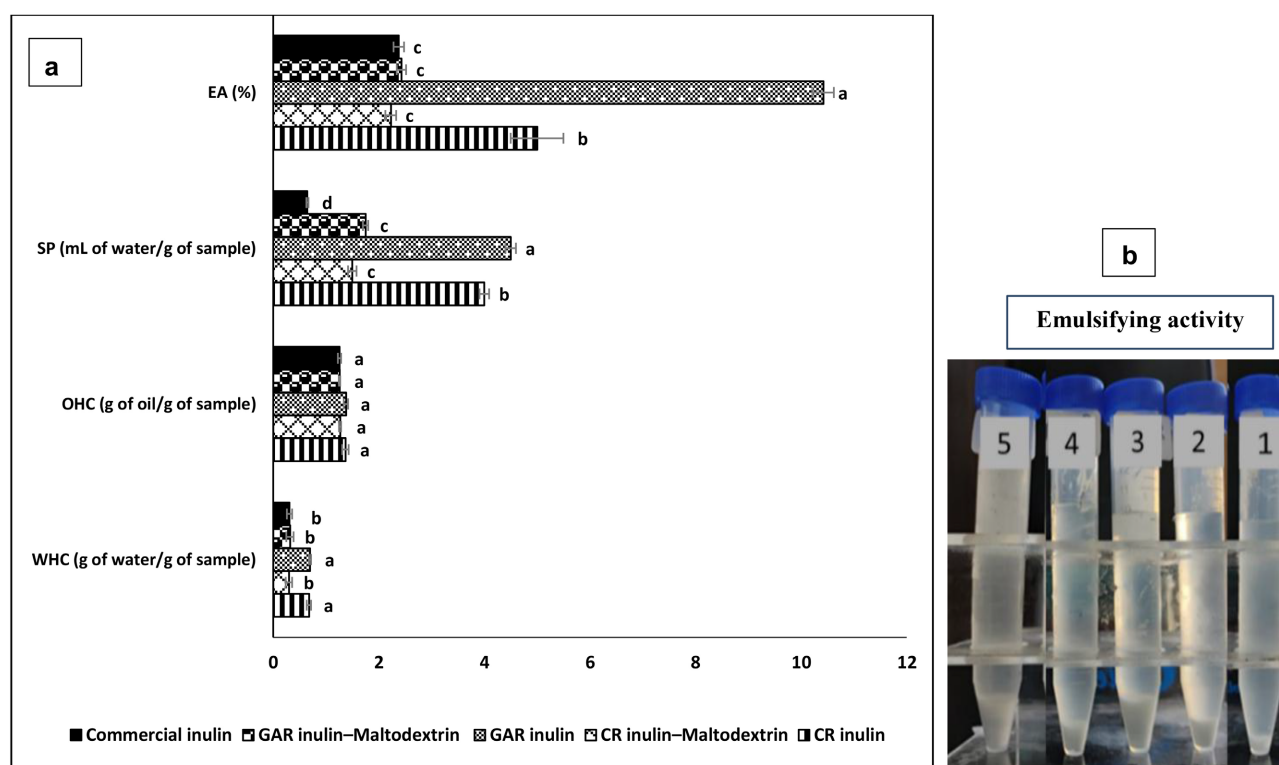 a
EA (%)
c
c
a
c
b
SP (mL of water/g of sample)
d
c
a
c
b
OHC (g of oil/g of sample)
a
a
a
a
a
WHC (g of water/g of sample)
b
b
a
b
a
0 2 4 6 8 10 12
Commercial inulin GAR inulin–Maltodextrin GAR inulin CR inulin–Maltodextrin CR inulin
b
Emulsifying activity
5 4 3 2 1